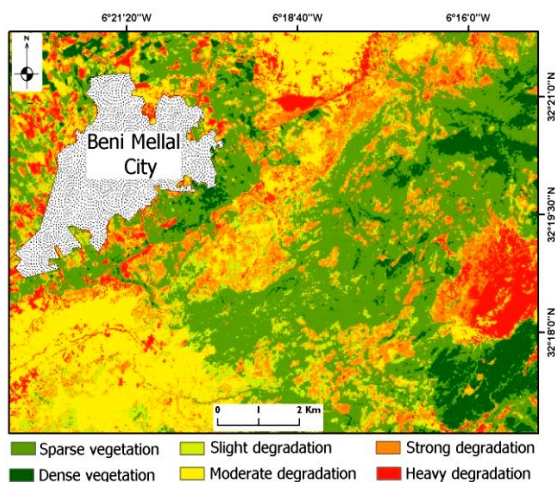 6°21'20"W 6°18'40"W 6°16'0"W
N
32°21'0"N
Beni Mellal
City
32°19'30"N
32°18'0"N
0 1 2 Km
Sparse vegetation Slight degradation Strong degradation
Dense vegetation Moderate degradation Heavy degradation